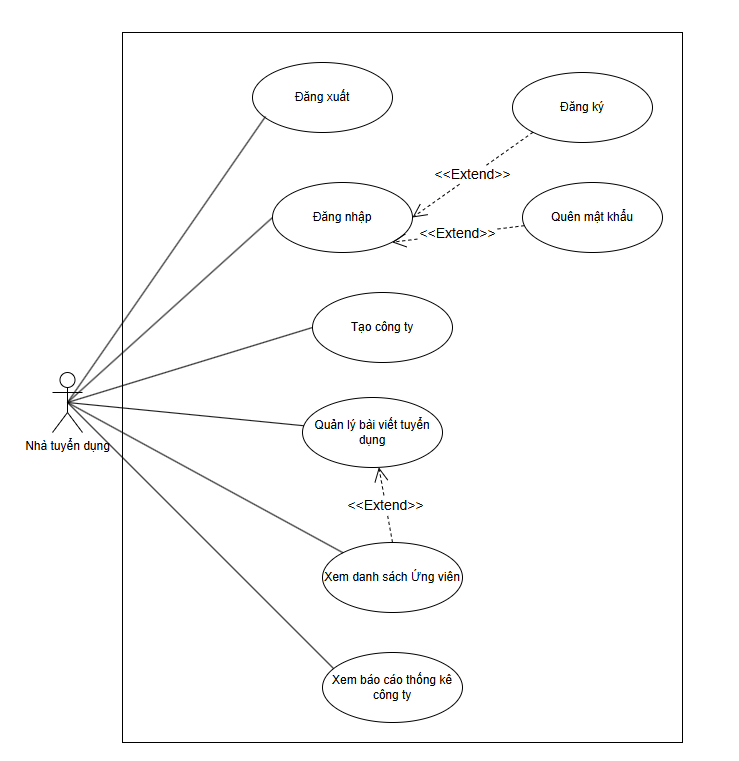 Đăng xuất
Đăng ký
<<Extend>>
Đăng nhập
Quên mật khẩu
<<Extend>>
Tạo công ty
Quản lý bài viết tuyển
dụng
Nhà tuyển dụng
<<Extend>>
Xem danh sách Ứng viên
Xem báo cáo thống kê
công ty